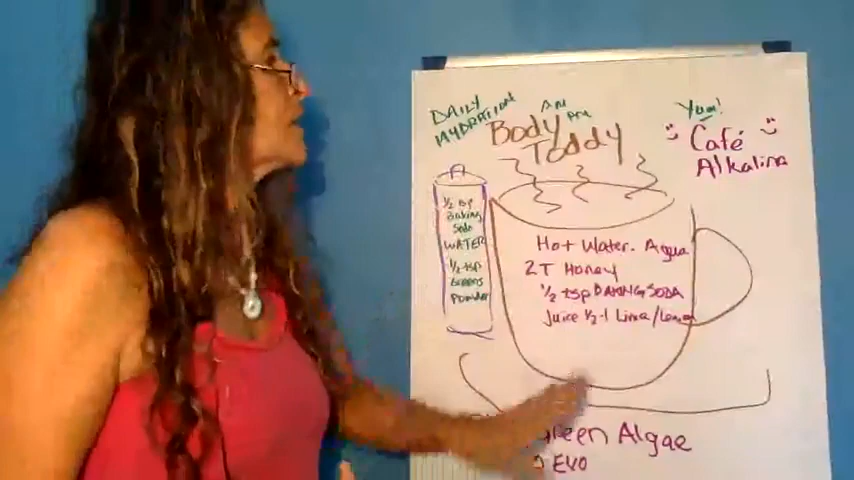 DAILY
HYDRATION
AM
PM
Body
Toddy
Yum!
Café
Alkalina
1/2 tsp
Baking
Soda
WATER
1/2 tsp
GREENS
POWDER
Hot Water. Agua
2T Honey
1/2 tsp BAKING SODA
Juice 1/2-1 Lima/Lemon
Green Algae
EVO